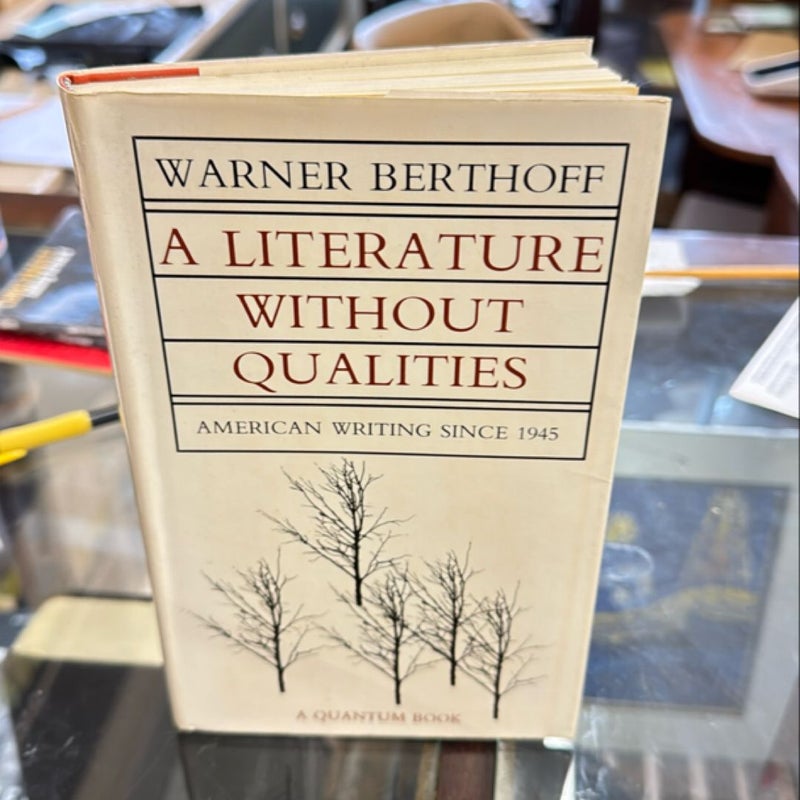 WARNER BERTHOFF
A LITERATURE
WITHOUT
QUALITIES
AMERICAN WRITING SINCE 1945
A QUANTUM BOOK